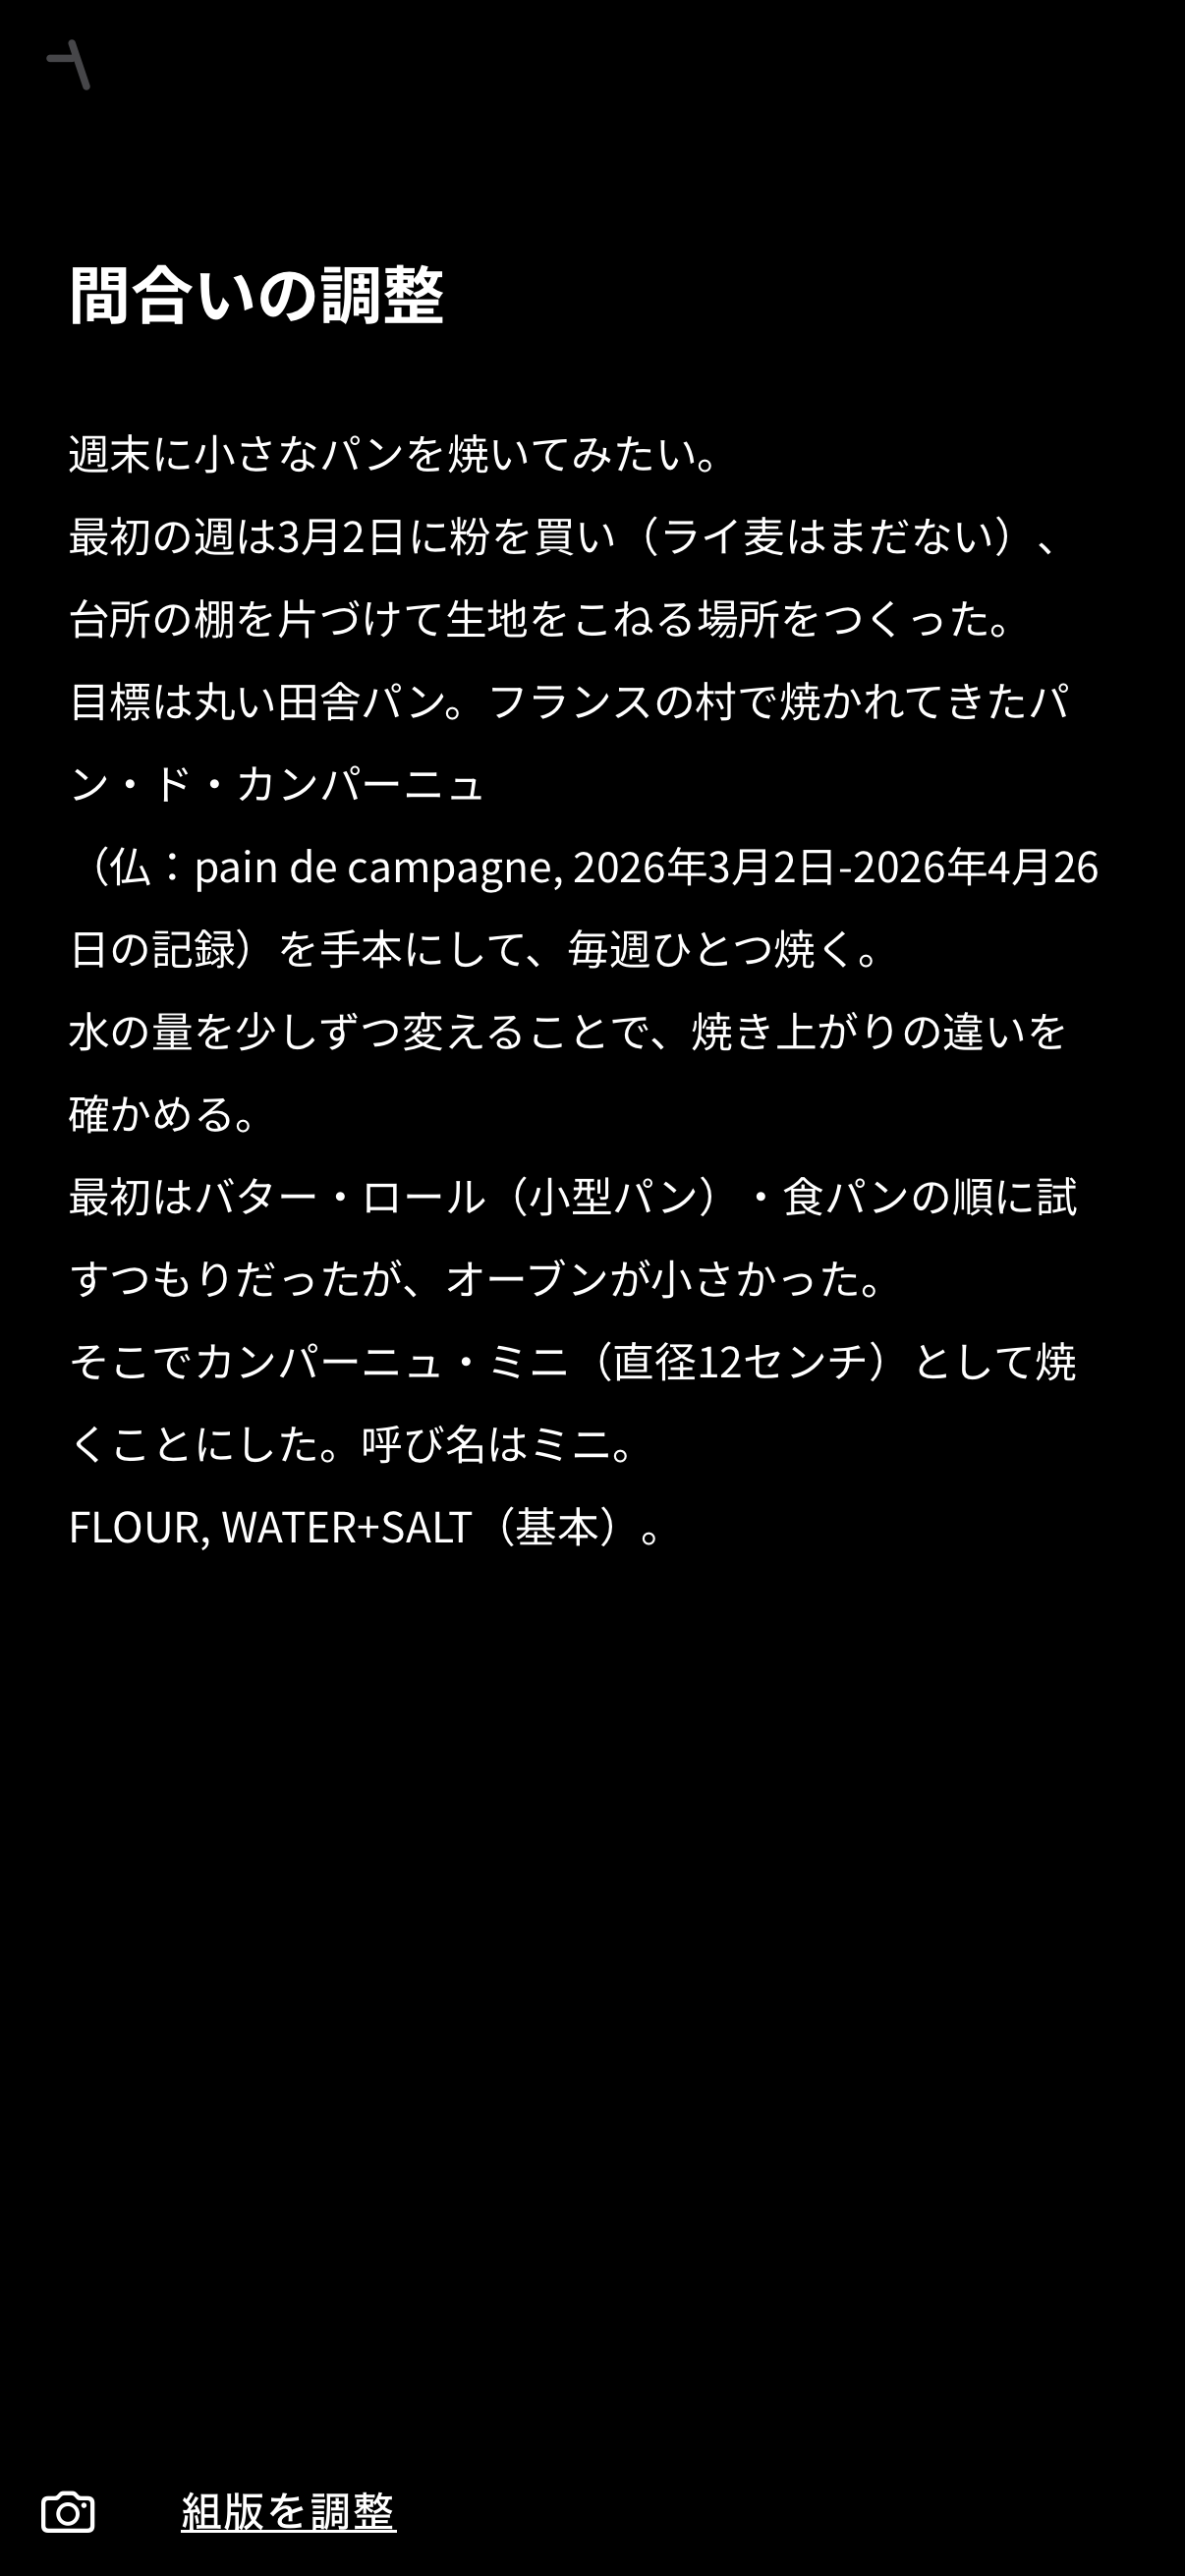 間合いの調整
週末に小さなパンを焼いてみたい。
最初の週は3月2日に粉を買い（ライ麦はまだない）、
台所の棚を片づけて生地をこねる場所をつくった。
目標は丸い田舎パン。フランスの村で焼かれてきたパ
ン・ド・カンパーニュ
（仏：pain de campagne, 2026年3月2日-2026年4月26
日の記録）を手本にして、毎週ひとつ焼く。
水の量を少しずつ変えることで、焼き上がりの違いを
確かめる。
最初はバター・ロール（小型パン）・食パンの順に試
すつもりだったが、オーブンが小さかった。
そこでカンパーニュ・ミニ（直径12センチ）として焼
くことにした。呼び名はミニ。
FLOUR, WATER+SALT（基本）。
組版を調整